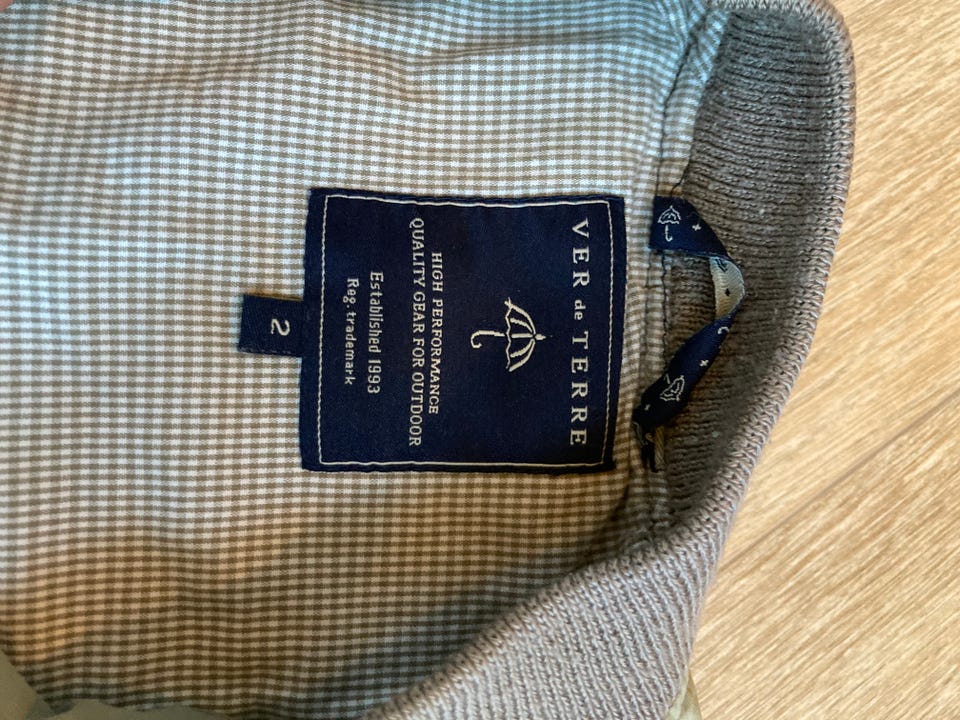 VER de TERRE
HIGH PERFORMANCE
QUALITY GEAR FOR OUTDOOR
Established 1993
Reg. trademark
2